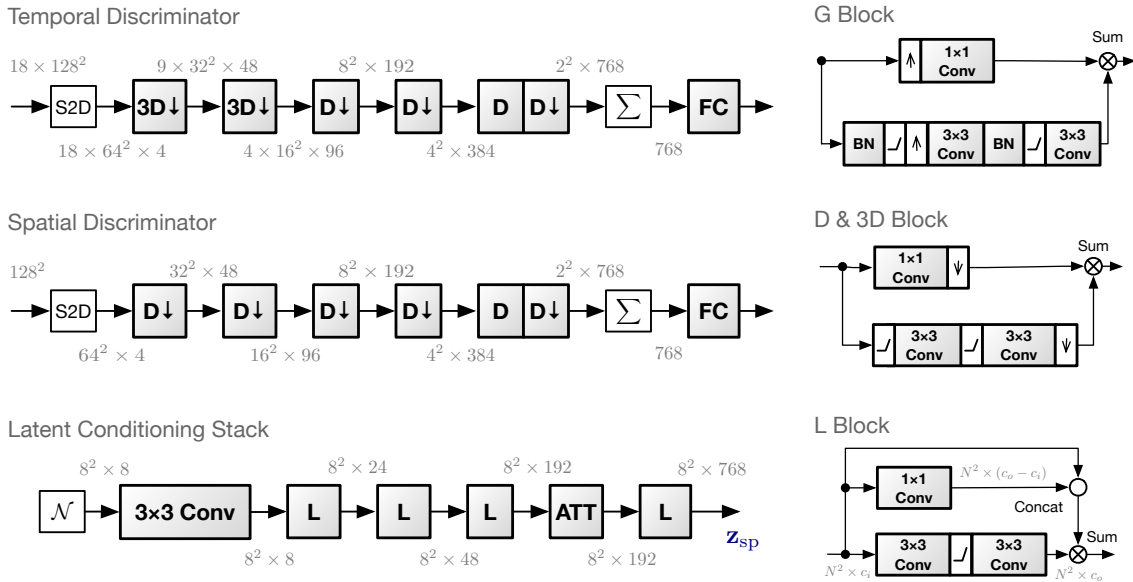 Temporal Discriminator
18 × 128² 9 × 32² × 48 8² × 192 2² × 768
S2D 3D↓ 3D↓ D↓ D↓ D D↓ ∑ FC
18 × 64² × 4 4 × 16² × 96 4² × 384 768
Spatial Discriminator
128² 32² × 48 8² × 192 2² × 768
S2D D↓ D↓ D↓ D↓ D D↓ ∑ FC
64² × 4 16² × 96 4² × 384 768
Latent Conditioning Stack
8² × 8 8² × 24 8² × 192 8² × 768
𝒩 3×3 Conv L L L ATT L
z_sp
8² × 8 8² × 48 8² × 192
G Block
Sum
1×1
Conv
BN 3×3 BN 3×3
Conv Conv
D & 3D Block
Sum
1×1
Conv
3×3 3×3
Conv Conv
L Block
1×1 N² × (c_o − c_i)
Conv
Concat
Sum
3×3 3×3
Conv Conv
N² × c_i N² × c_o